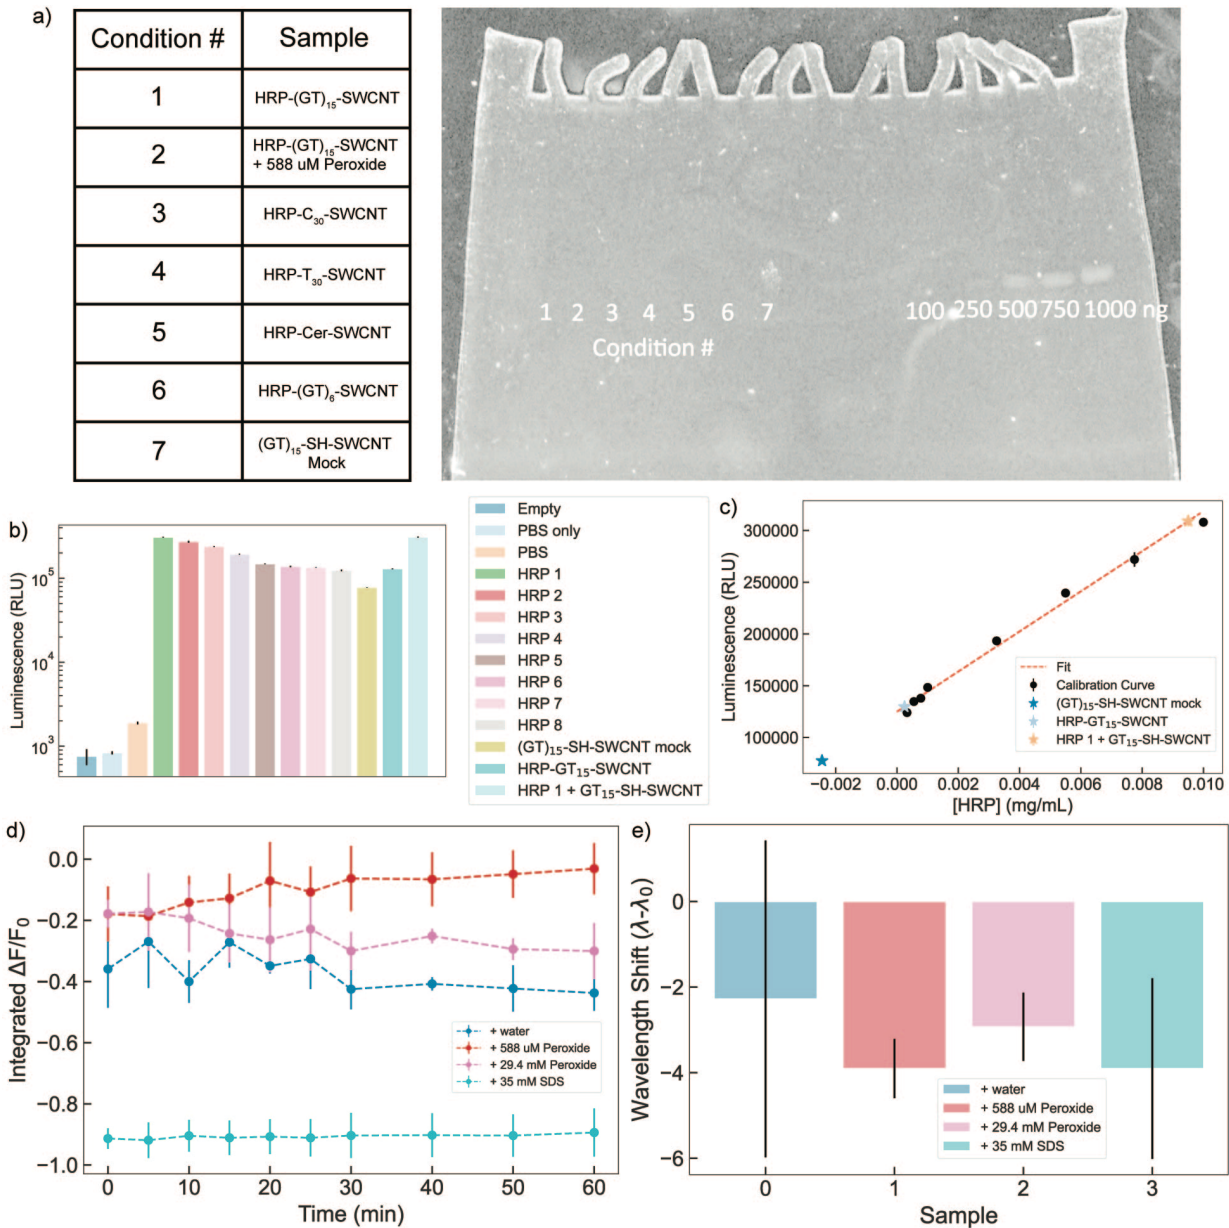 a)
Condition # Sample
1 HRP-(GT)₁₅-SWCNT
2 HRP-(GT)₁₅-SWCNT
+ 588 uM Peroxide
3 HRP-C₃₀-SWCNT
4 HRP-T₃₀-SWCNT
5 HRP-Cer-SWCNT
6 HRP-(GT)₆-SWCNT
7 (GT)₁₅-SH-SWCNT
Mock
1 2 3 4 5 6 7 100 250 500 750 1000 ng
Condition #
b)
Luminescence (RLU)
10⁵
10⁴
10³
Empty
PBS only
PBS
HRP 1
HRP 2
HRP 3
HRP 4
HRP 5
HRP 6
HRP 7
HRP 8
(GT)₁₅-SH-SWCNT mock
HRP-GT₁₅-SWCNT
HRP 1 + GT₁₅-SH-SWCNT
c)
Luminescence (RLU)
300000
250000
200000
150000
100000
Fit
Calibration Curve
(GT)₁₅-SH-SWCNT mock
HRP-GT₁₅-SWCNT
HRP 1 + GT₁₅-SH-SWCNT
−0.002 0.000 0.002 0.004 0.006 0.008 0.010
[HRP] (mg/mL)
d)
Integrated ΔF/F₀
0.0
−0.2
−0.4
−0.6
−0.8
−1.0
+ water
+ 588 uM Peroxide
+ 29.4 mM Peroxide
+ 35 mM SDS
0 10 20 30 40 50 60
Time (min)
e)
Wavelength Shift (λ-λ₀)
0
−2
−4
−6
+ water
+ 588 uM Peroxide
+ 29.4 mM Peroxide
+ 35 mM SDS
0 1 2 3
Sample